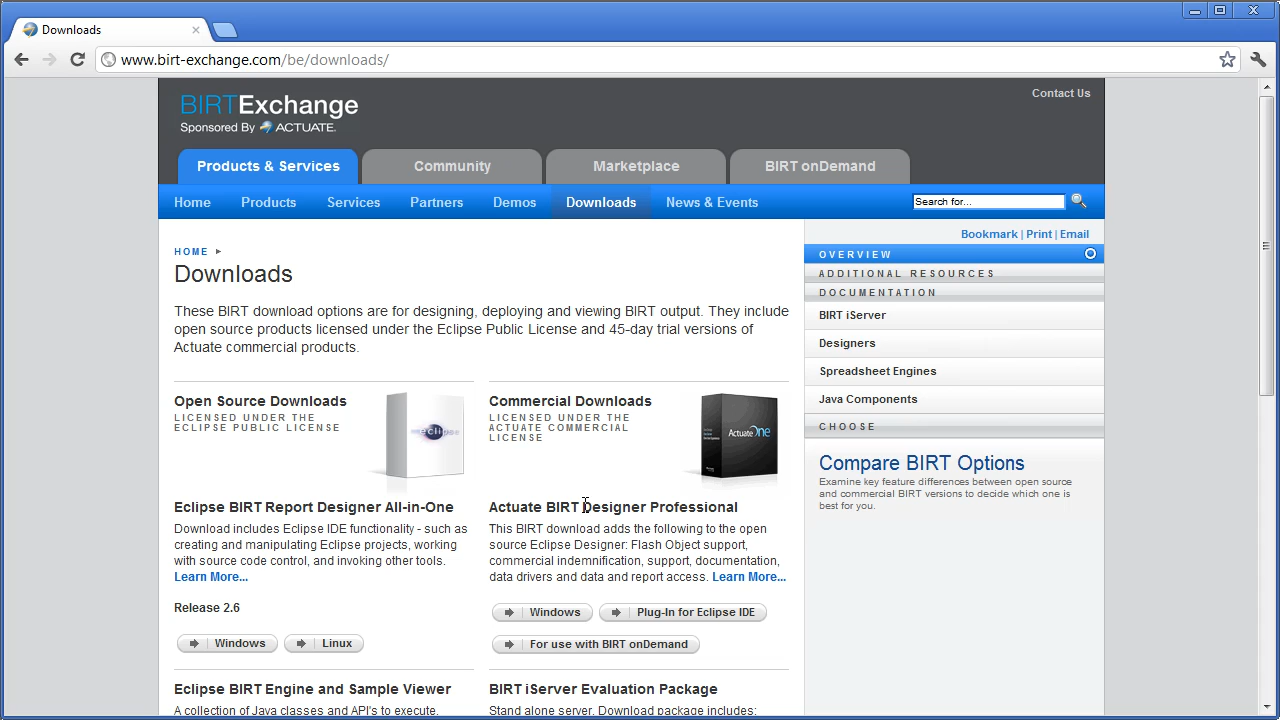 Downloads
www.birt-exchange.com/be/downloads/
BIRTExchange
Sponsored By ACTUATE.
Contact Us
Products & Services
Community
Marketplace
BIRT onDemand
Home
Products
Services
Partners
Demos
Downloads
News & Events
Search for...
Bookmark | Print | Email
HOME
Downloads
These BIRT download options are for designing, deploying and viewing BIRT output. They include
open source products licensed under the Eclipse Public License and 45-day trial versions of
Actuate commercial products.
Open Source Downloads
LICENSED UNDER THE
ECLIPSE PUBLIC LICENSE
eclipse
Eclipse BIRT Report Designer All-in-One
Download includes Eclipse IDE functionality - such as
creating and manipulating Eclipse projects, working
with source code control, and invoking other tools.
Learn More...
Release 2.6
Windows
Linux
Eclipse BIRT Engine and Sample Viewer
A collection of Java classes and API's to execute,
Commercial Downloads
LICENSED UNDER THE
ACTUATE COMMERCIAL
LICENSE
ActuateOne
Actuate BIRT Designer Professional
This BIRT download adds the following to the open
source Eclipse Designer: Flash Object support,
commercial indemnification, support, documentation,
data drivers and data and report access. Learn More...
Windows
Plug-In for Eclipse IDE
For use with BIRT onDemand
BIRT iServer Evaluation Package
Stand alone server. Download package includes:
OVERVIEW
ADDITIONAL RESOURCES
DOCUMENTATION
BIRT iServer
Designers
Spreadsheet Engines
Java Components
CHOOSE
Compare BIRT Options
Examine key feature differences between open source
and commercial BIRT versions to decide which one is
best for you.